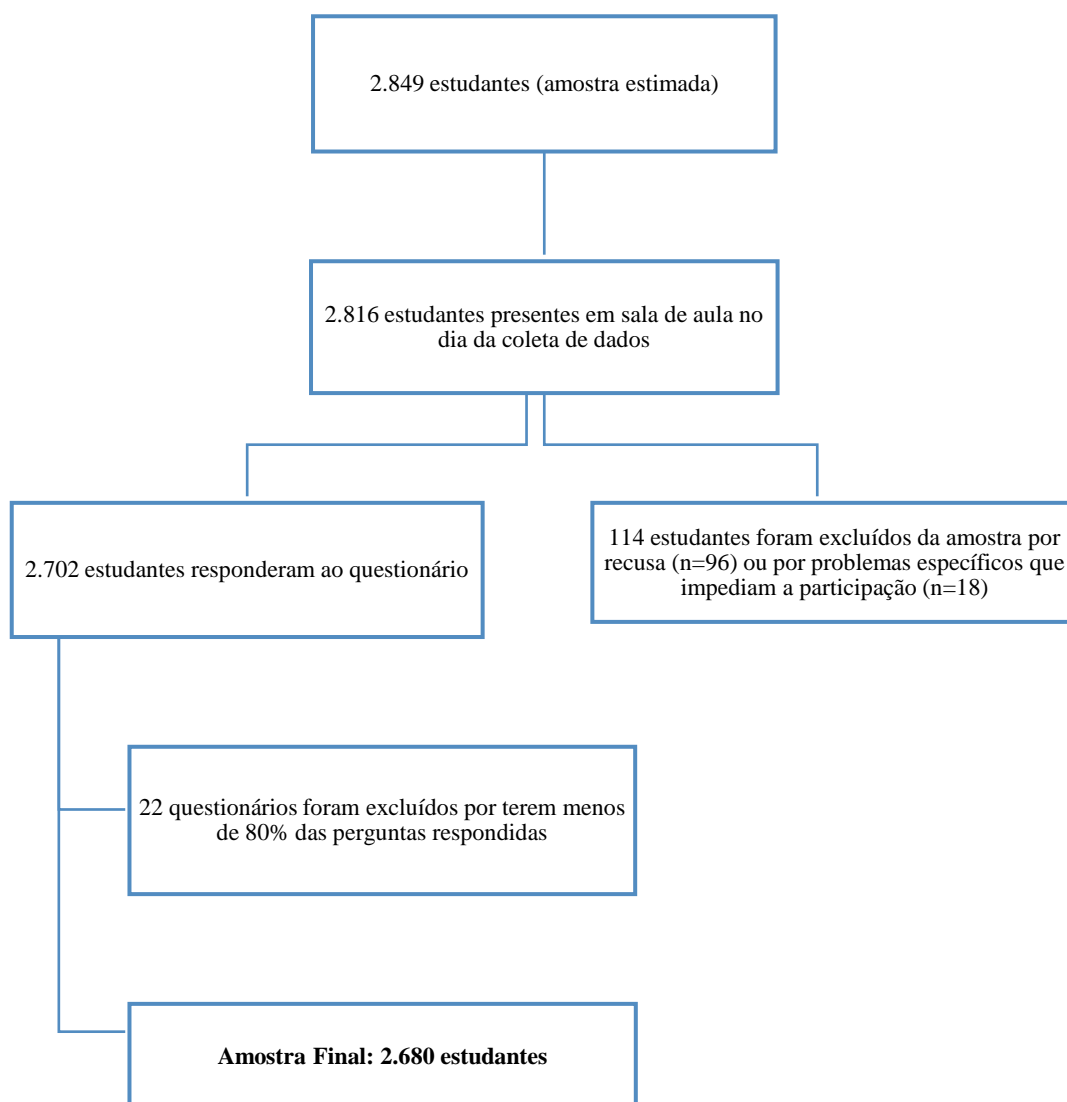 2.849 estudantes (amostra estimada)
2.816 estudantes presentes em sala de aula no
dia da coleta de dados
2.702 estudantes responderam ao questionário
114 estudantes foram excluídos da amostra por
recusa (n=96) ou por problemas específicos que
impediam a participação (n=18)
22 questionários foram excluídos por terem menos
de 80% das perguntas respondidas
Amostra Final: 2.680 estudantes